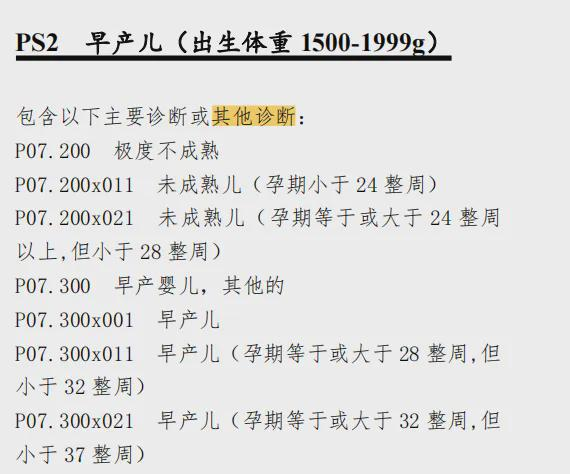 PS2 早产儿（出生体重 1500-1999g）
包含以下主要诊断或其他诊断：
P07.200 极度不成熟
P07.200x011 未成熟儿（孕期小于 24 整周）
P07.200x021 未成熟儿（孕期等于或大于 24 整周
以上,但小于 28 整周）
P07.300 早产婴儿，其他的
P07.300x001 早产儿
P07.300x011 早产儿（孕期等于或大于 28 整周,但
小于 32 整周）
P07.300x021 早产儿（孕期等于或大于 32 整周,但
小于 37 整周）